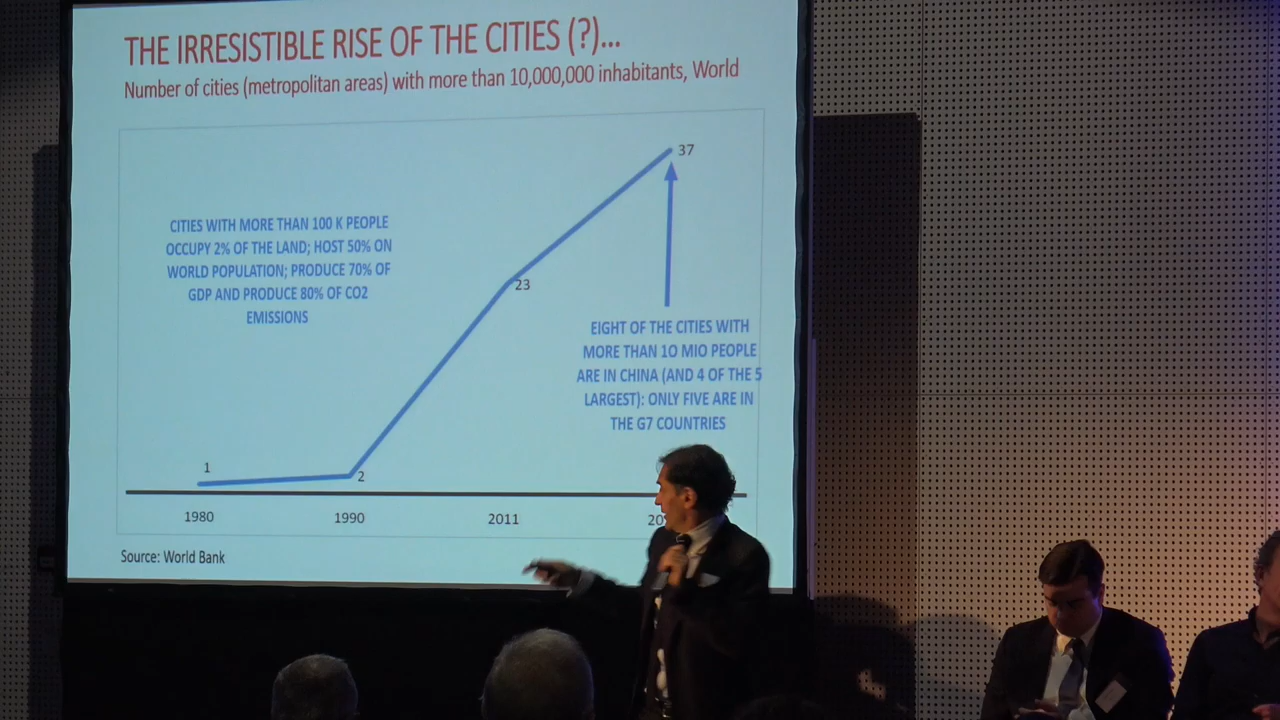 THE IRRESISTIBLE RISE OF THE CITIES (?)...
Number of cities (metropolitan areas) with more than 10,000,000 inhabitants, World
37
CITIES WITH MORE THAN 100 K PEOPLE
OCCUPY 2% OF THE LAND; HOST 50% ON
WORLD POPULATION; PRODUCE 70% OF
GDP AND PRODUCE 80% OF CO2
EMISSIONS
23
EIGHT OF THE CITIES WITH
MORE THAN 1O MIO PEOPLE
ARE IN CHINA (AND 4 OF THE 5
LARGEST): ONLY FIVE ARE IN
THE G7 COUNTRIES
1
2
1980 1990 2011
Source: World Bank